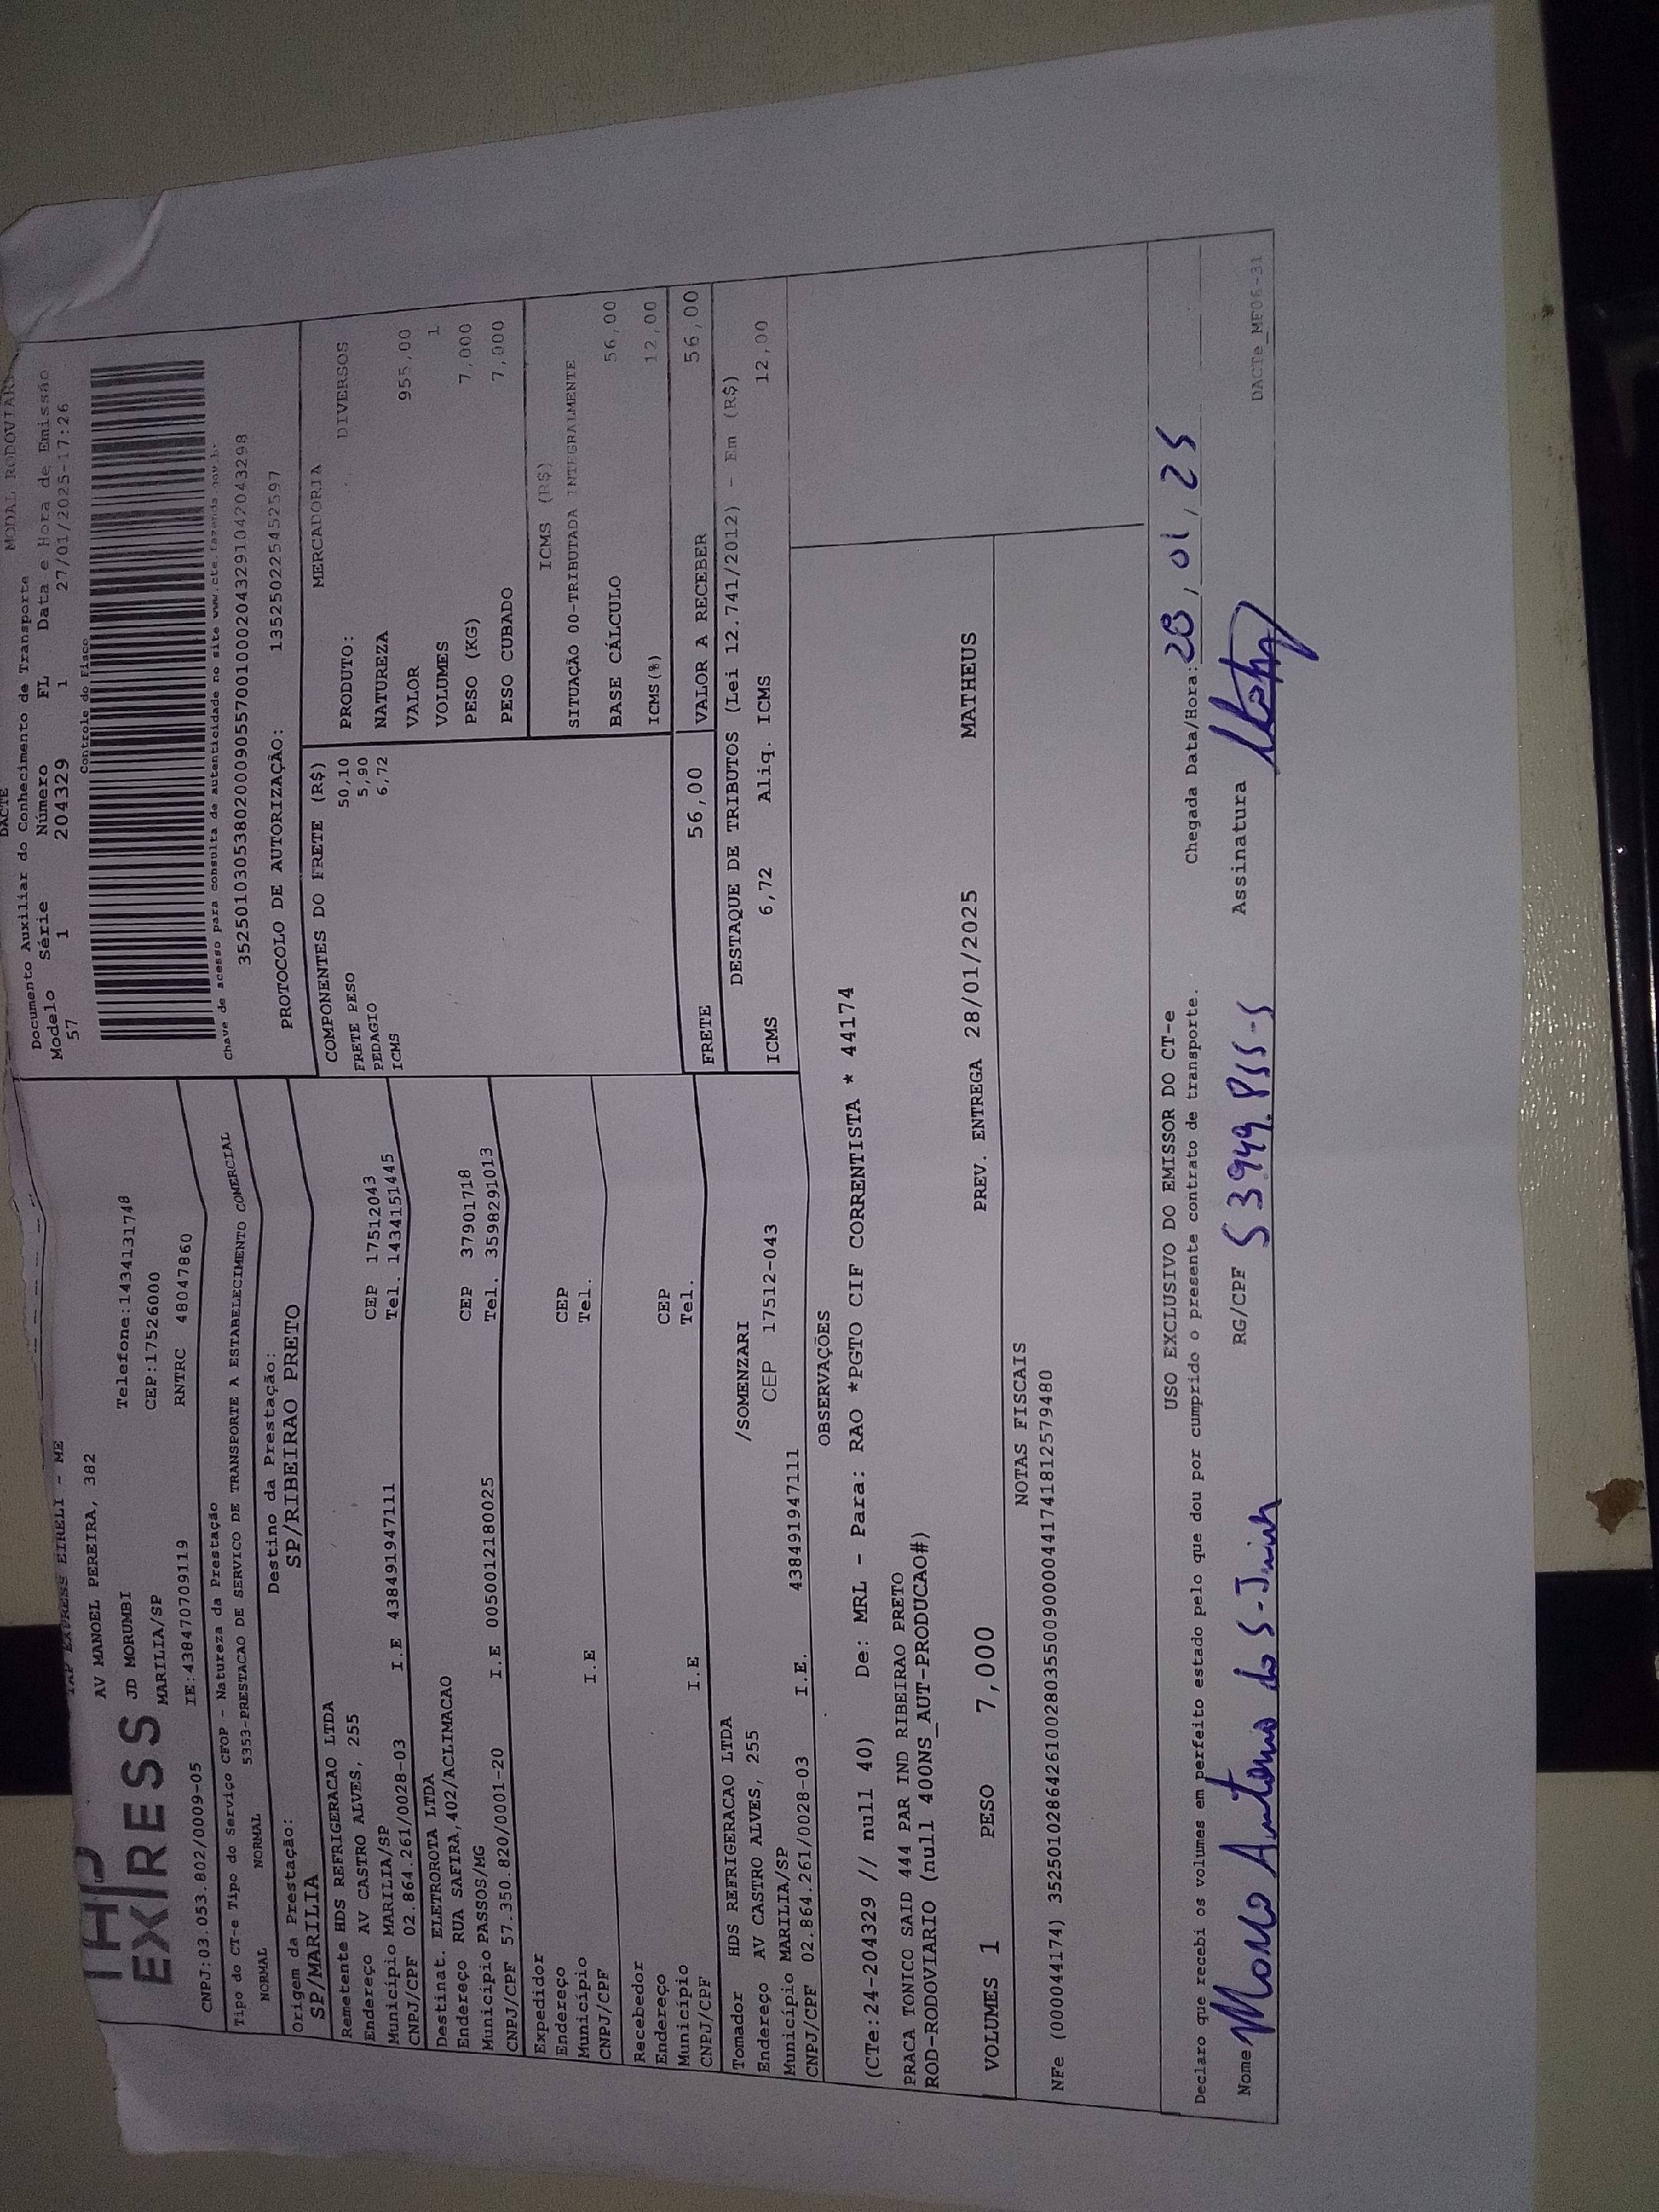 TAP EXPRESS EIRELI - ME
EXPRESS
AV MANOEL PEREIRA, 382
JD MORUMBI
Telefone:1434131748
MARILIA/SP
CEP:17526000
CNPJ:03.053.802/0009-05 IE:438470709119 RNTRC 48047860
Tipo do CT-e Tipo do Serviço CFOP - Natureza da Prestação
NORMAL NORMAL 5353-PRESTACAO DE SERVICO DE TRANSPORTE A ESTABELECIMENTO COMERCIAL
Origem da Prestação: Destino da Prestação:
SP/MARILIA SP/RIBEIRAO PRETO
Remetente HDS REFRIGERACAO LTDA
Endereço AV CASTRO ALVES, 255 CEP 17512043
Município MARILIA/SP Tel. 1434151445
CNPJ/CPF 02.864.261/0028-03 I.E 438491947111
Destinat. ELETROROTA LTDA
Endereço RUA SAFIRA,402/ACLIMACAO CEP 37901718
Município PASSOS/MG Tel. 3598291013
CNPJ/CPF 57.350.820/0001-20 I.E 0050012180025
Expedidor
Endereço CEP
Município Tel.
CNPJ/CPF I.E
Recebedor
Endereço CEP
Município Tel.
CNPJ/CPF I.E
Tomador HDS REFRIGERACAO LTDA
Endereço AV CASTRO ALVES, 255 /SOMENZARI
Município MARILIA/SP CEP 17512-043
CNPJ/CPF 02.864.261/0028-03 I.E. 438491947111
DACTE MODAL RODOVIAR
Documento Auxiliar do Conhecimento de Transporte
Modelo Série Número FL Data e Hora de Emissão
57 1 204329 1 27/01/2025-17:26
Controle do Fisco
Chave de acesso para consulta de autenticidade no site www.cte.fazenda.gov.br
35250103053802000905570010002043291042043298
PROTOCOLO DE AUTORIZAÇÃO: 135250225452597
COMPONENTES DO FRETE (R$)
FRETE PESO 50,10
PEDAGIO 5,90
ICMS 6,72
MERCADORIA
PRODUTO: DIVERSOS
NATUREZA
VALOR 955,00
VOLUMES 1
PESO (KG) 7,000
PESO CUBADO 7,000
ICMS (R$)
SITUAÇÃO 00-TRIBUTADA INTEGRALMENTE
BASE CÁLCULO 56,00
ICMS(%) 12,00
FRETE 56,00 VALOR A RECEBER 56,00
DESTAQUE DE TRIBUTOS (Lei 12.741/2012) - Em (R$)
ICMS 6,72 Aliq. ICMS 12,00
OBSERVAÇÕES
(CTe:24-204329 // null 40) De: MRL - Para: RAO *PGTO CIF CORRENTISTA * 44174
PRACA TONICO SAID 444 PAR IND RIBEIRAO PRETO
ROD-RODOVIARIO (null 400NS_AUT-PRODUCAO#)
VOLUMES 1 PESO 7,000 PREV. ENTREGA 28/01/2025 MATHEUS
NOTAS FISCAIS
NFe (000044174) 35250102864261002803550090000441741812579480
USO EXCLUSIVO DO EMISSOR DO CT-e
Declaro que recebi os volumes em perfeito estado pelo que dou por cumprido o presente contrato de transporte. Chegada Data/Hora: 28, 01, 25
Nome Antonio do S- RG/CPF Assinatura
DACTe_MF06-31